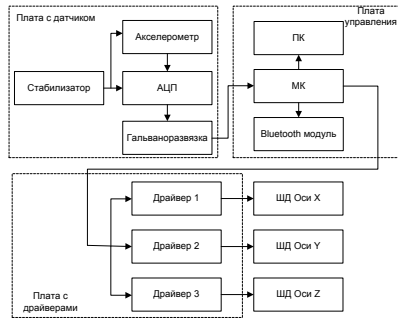 Плата с датчиком
Акселерометр
Стабилизатор
АЦП
Гальваноразвязка
Плата
управления
ПК
МК
Bluetooth модуль
Драйвер 1
ШД Оси X
Драйвер 2
ШД Оси Y
Драйвер 3
ШД Оси Z
Плата с
драйверами